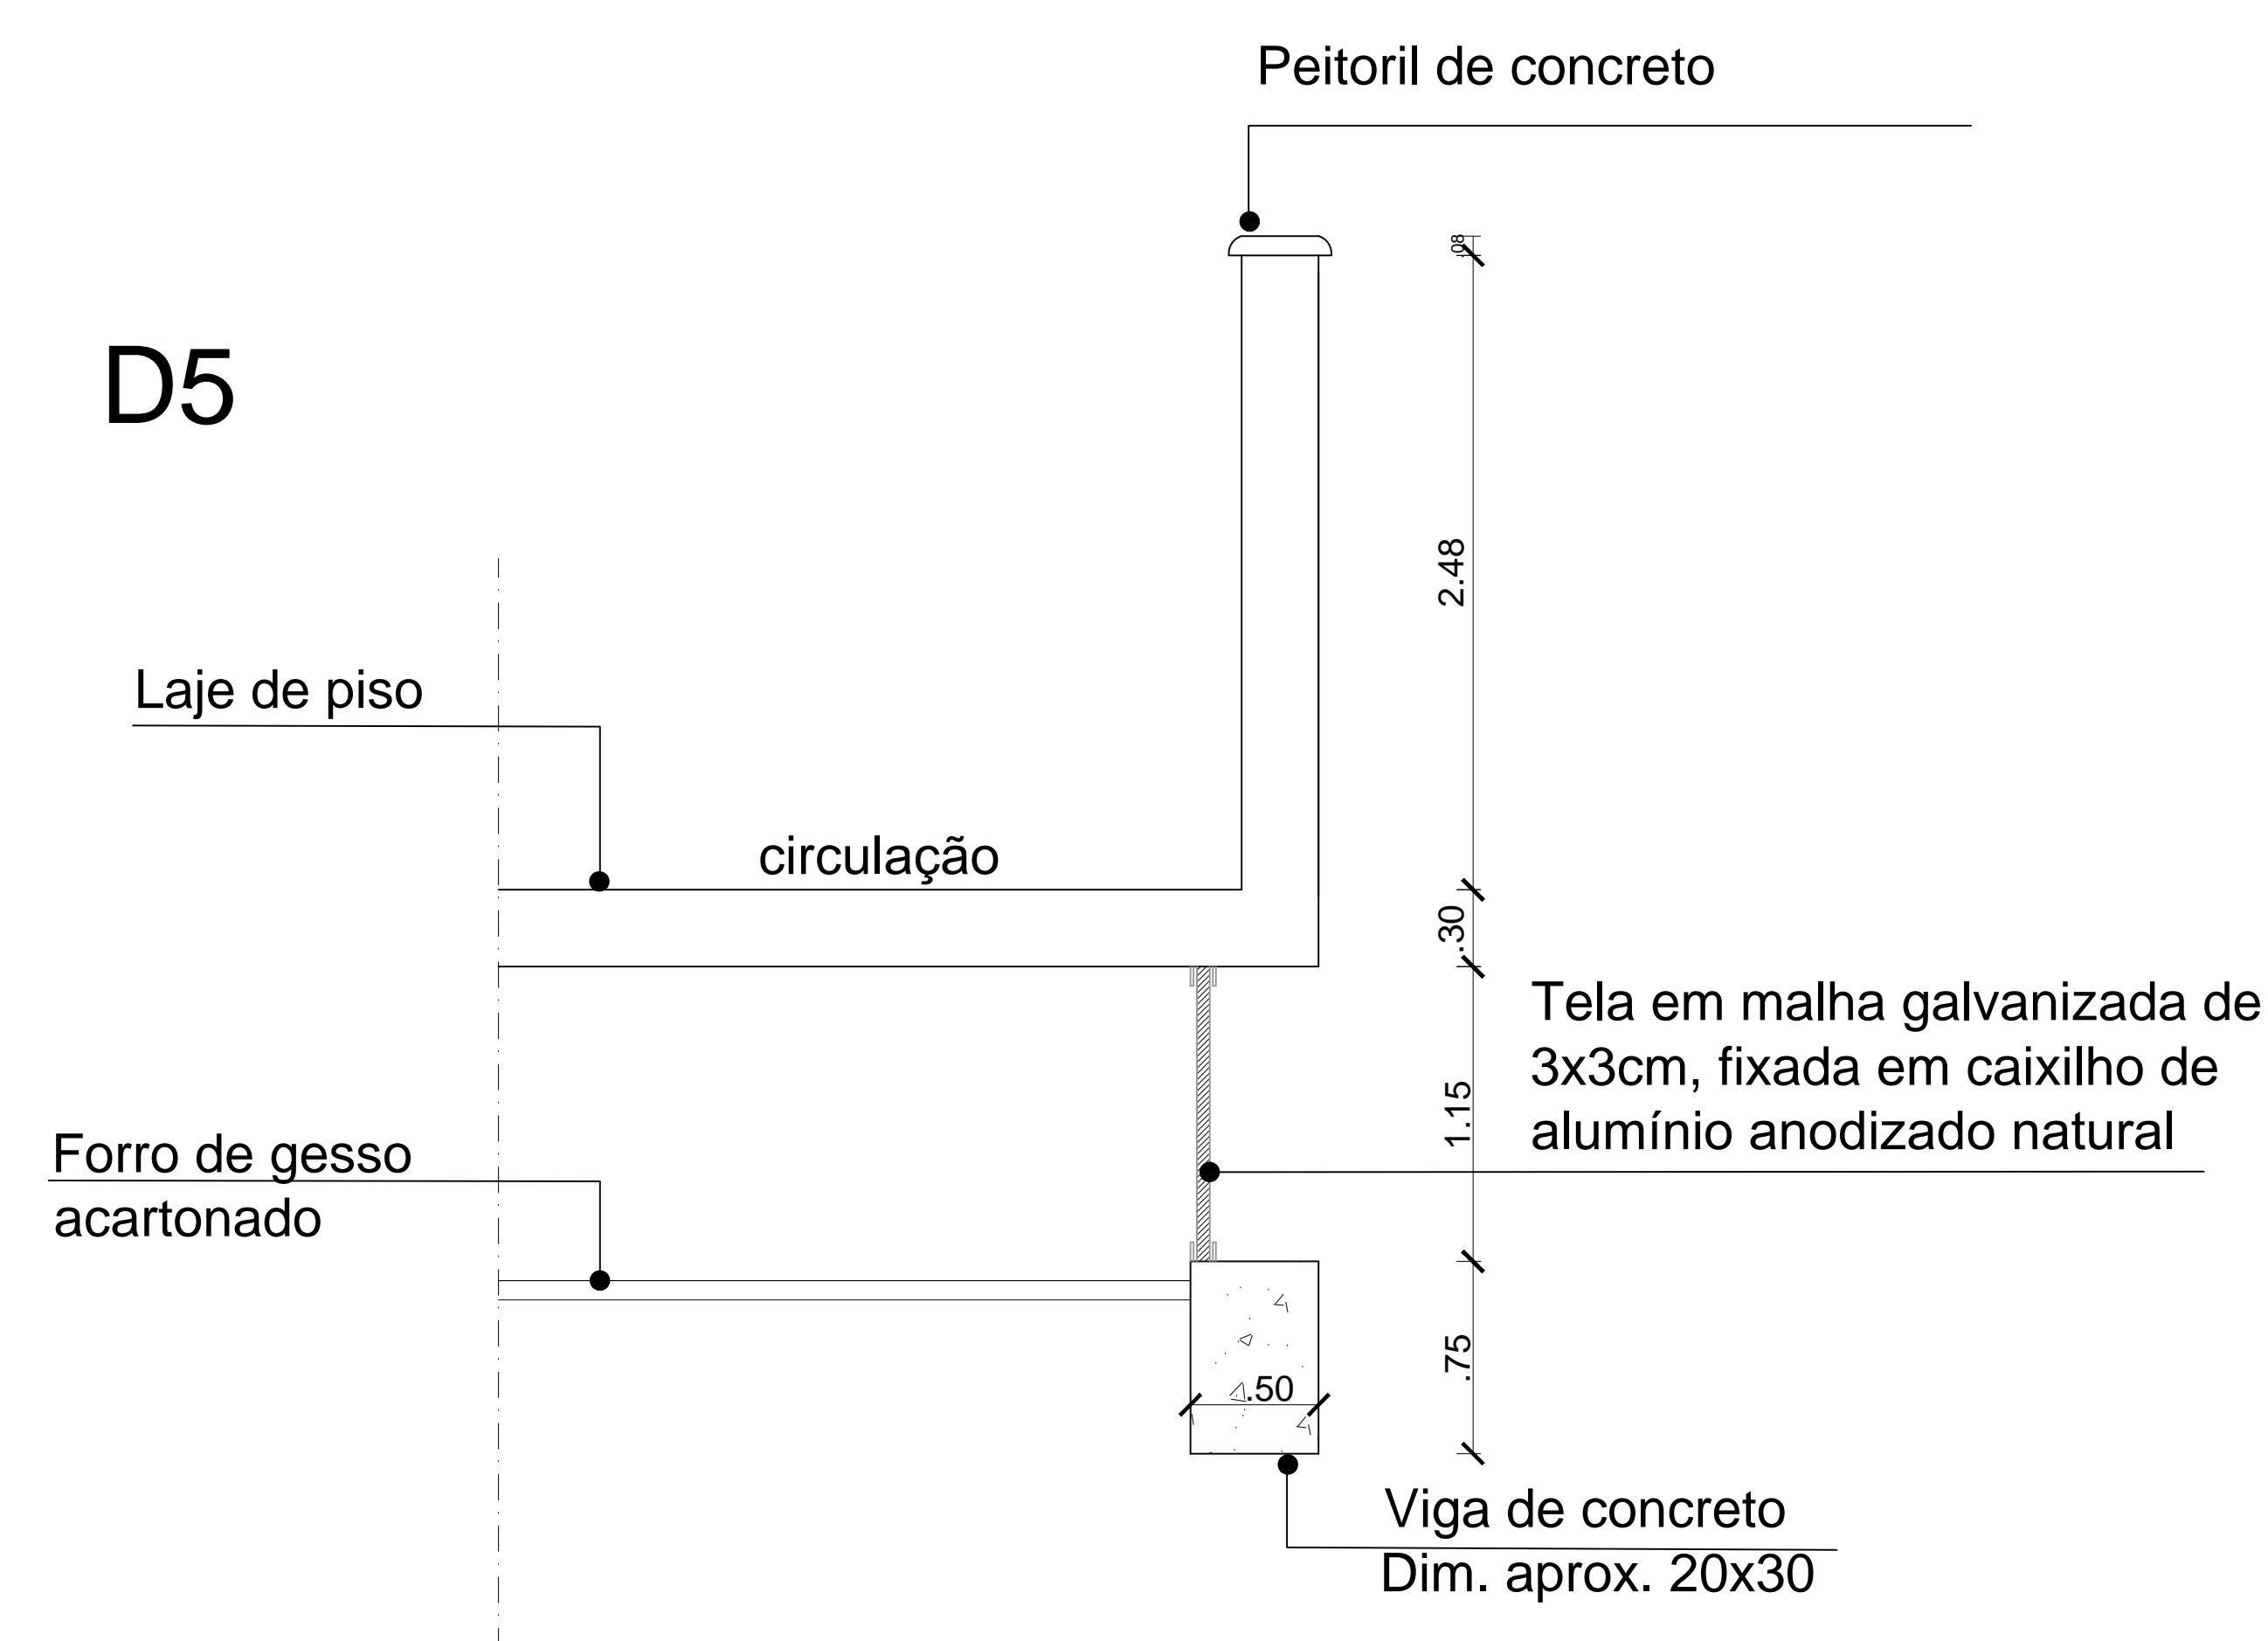 Peitoril de concreto
.08
D5
2.48
Laje de piso
circulação
.30
Tela em malha galvanizada de
3x3cm, fixada em caixilho de
alumínio anodizado natural
1.15
Forro de gesso
acartonado
.75
.50
Viga de concreto
Dim. aprox. 20x30